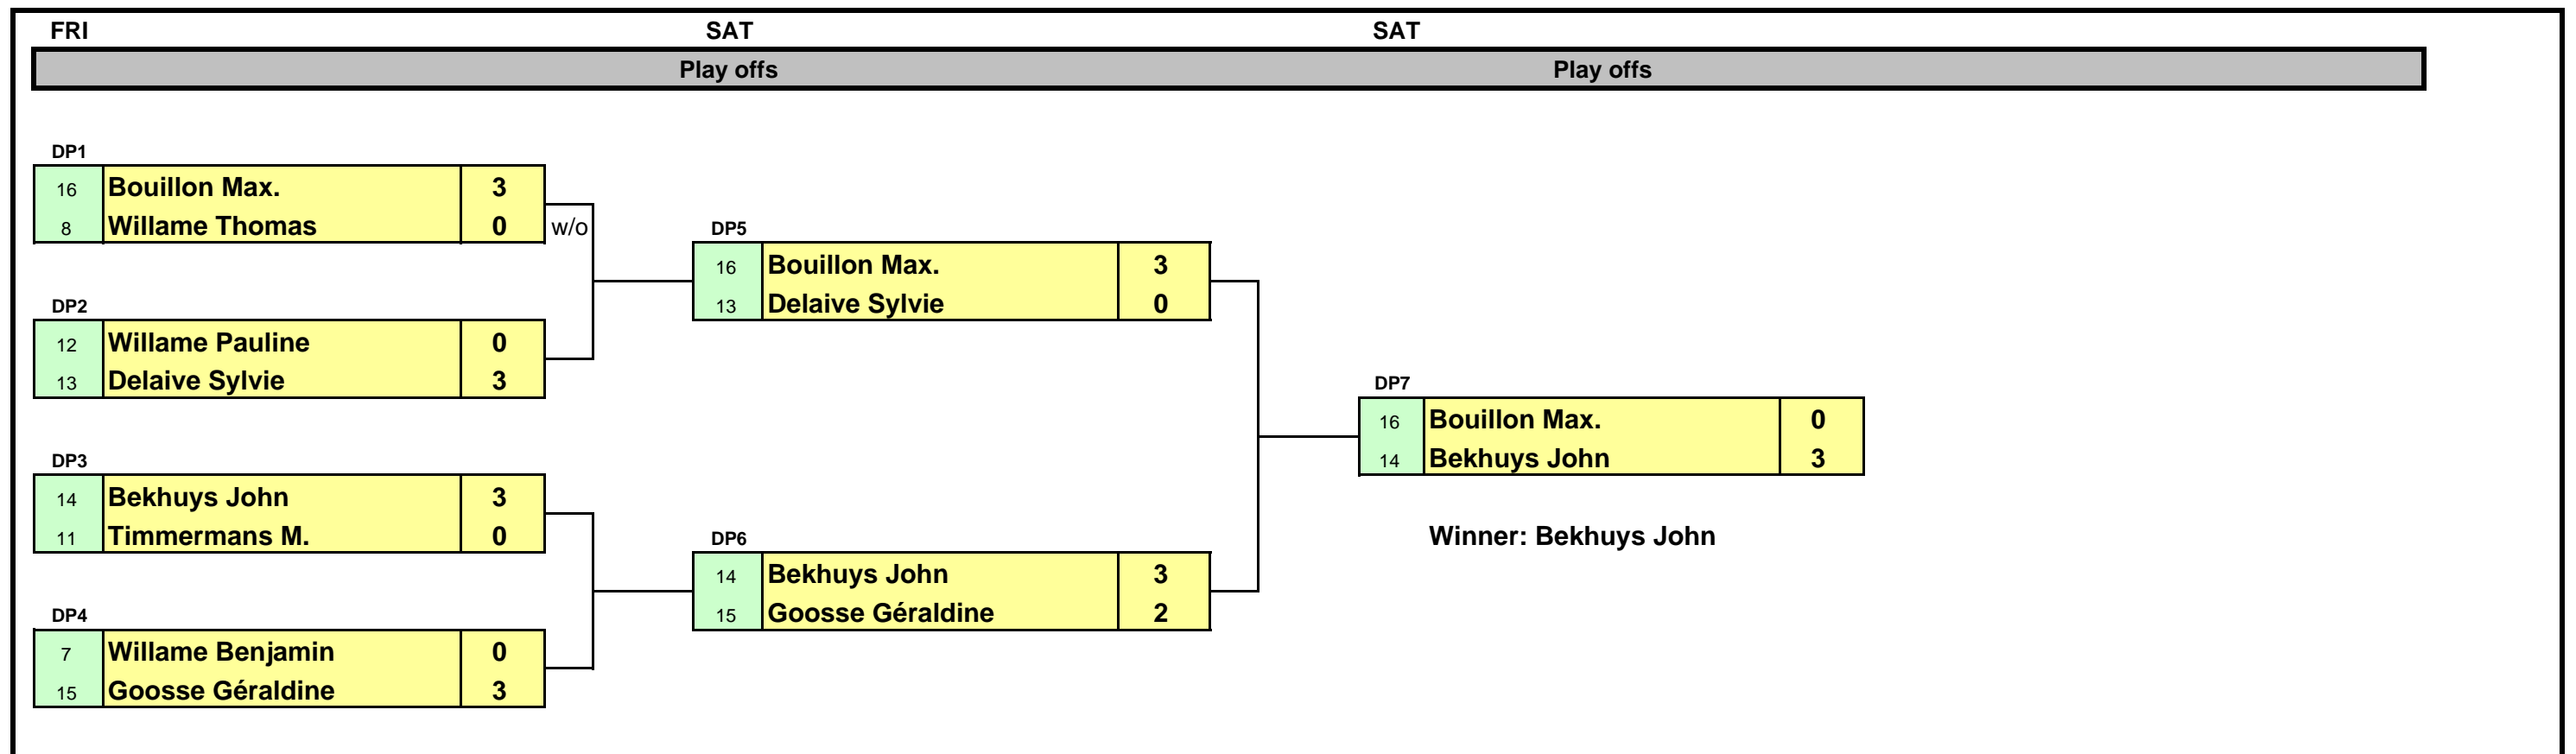 FRI SAT SAT
Play offs Play offs
DP1
16 Bouillon Max. 3
8 Willame Thomas 0 w/o
DP2
12 Willame Pauline 0
13 Delaive Sylvie 3
DP3
14 Bekhuys John 3
11 Timmermans M. 0
DP4
7 Willame Benjamin 0
15 Goosse Géraldine 3
DP5
16 Bouillon Max. 3
13 Delaive Sylvie 0
DP6
14 Bekhuys John 3
15 Goosse Géraldine 2
DP7
16 Bouillon Max. 0
14 Bekhuys John 3
Winner: Bekhuys John